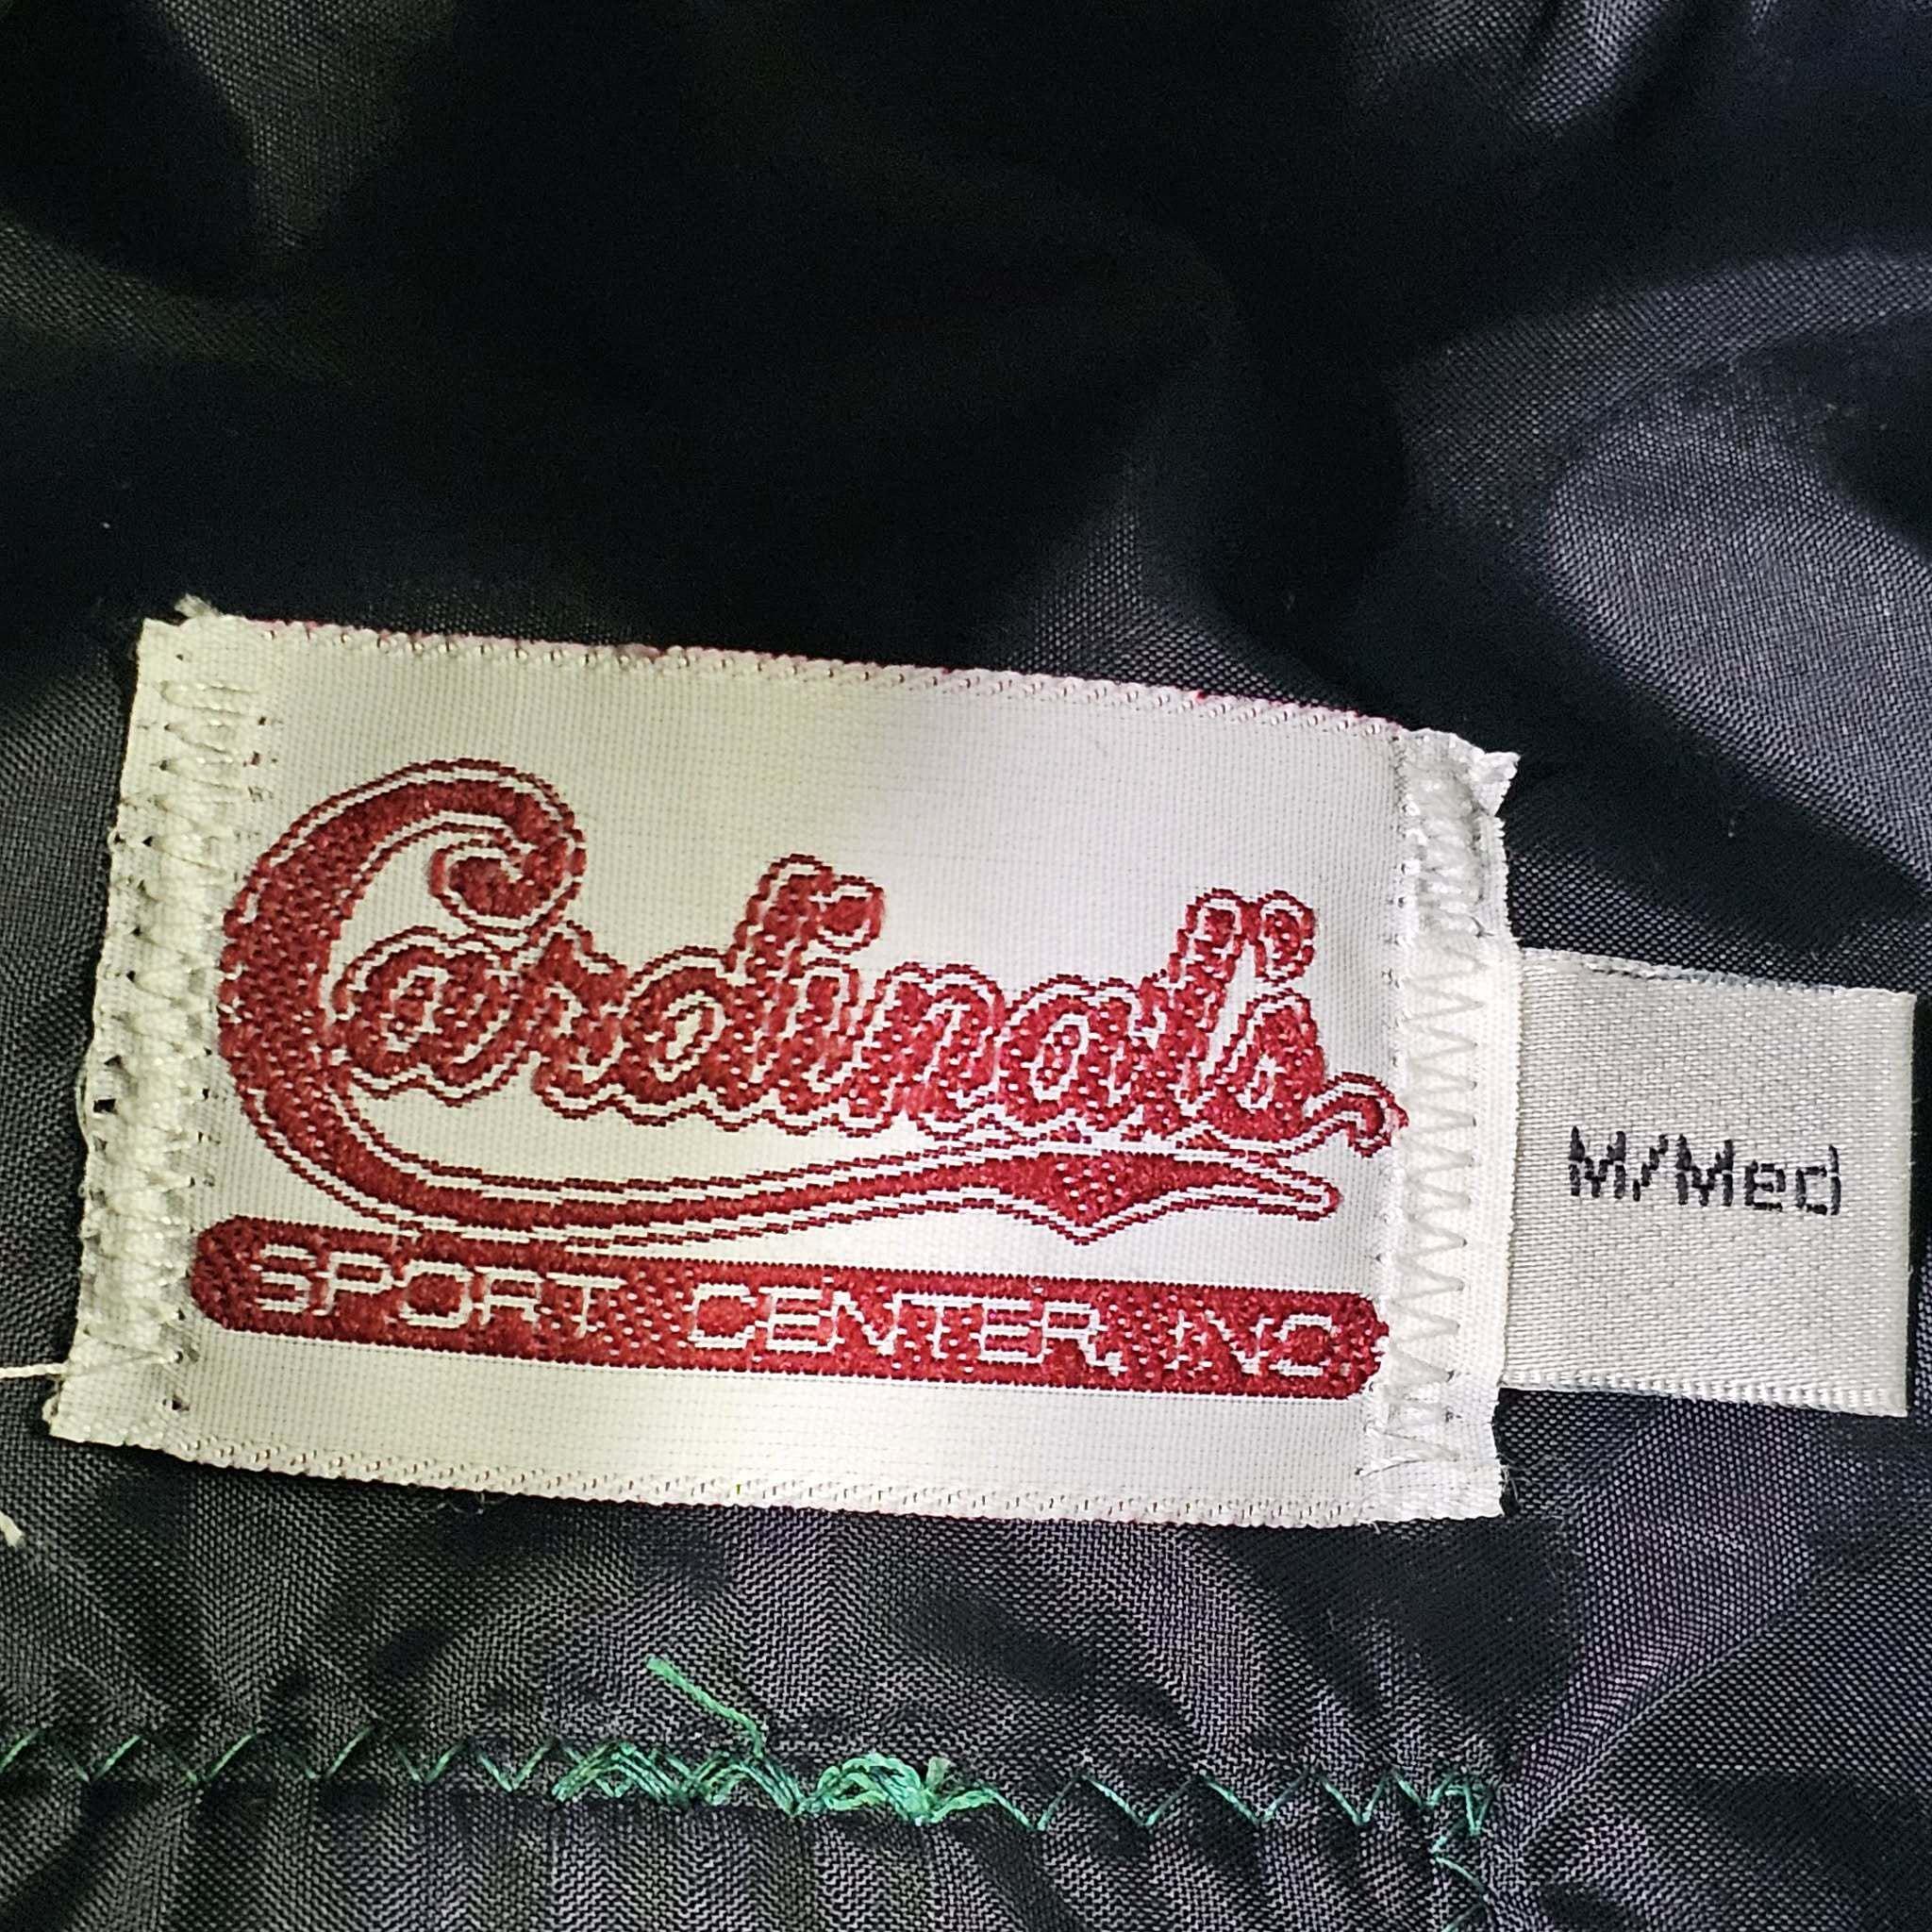 Cardinal's
SPORT CENTER, INC.
M/Med